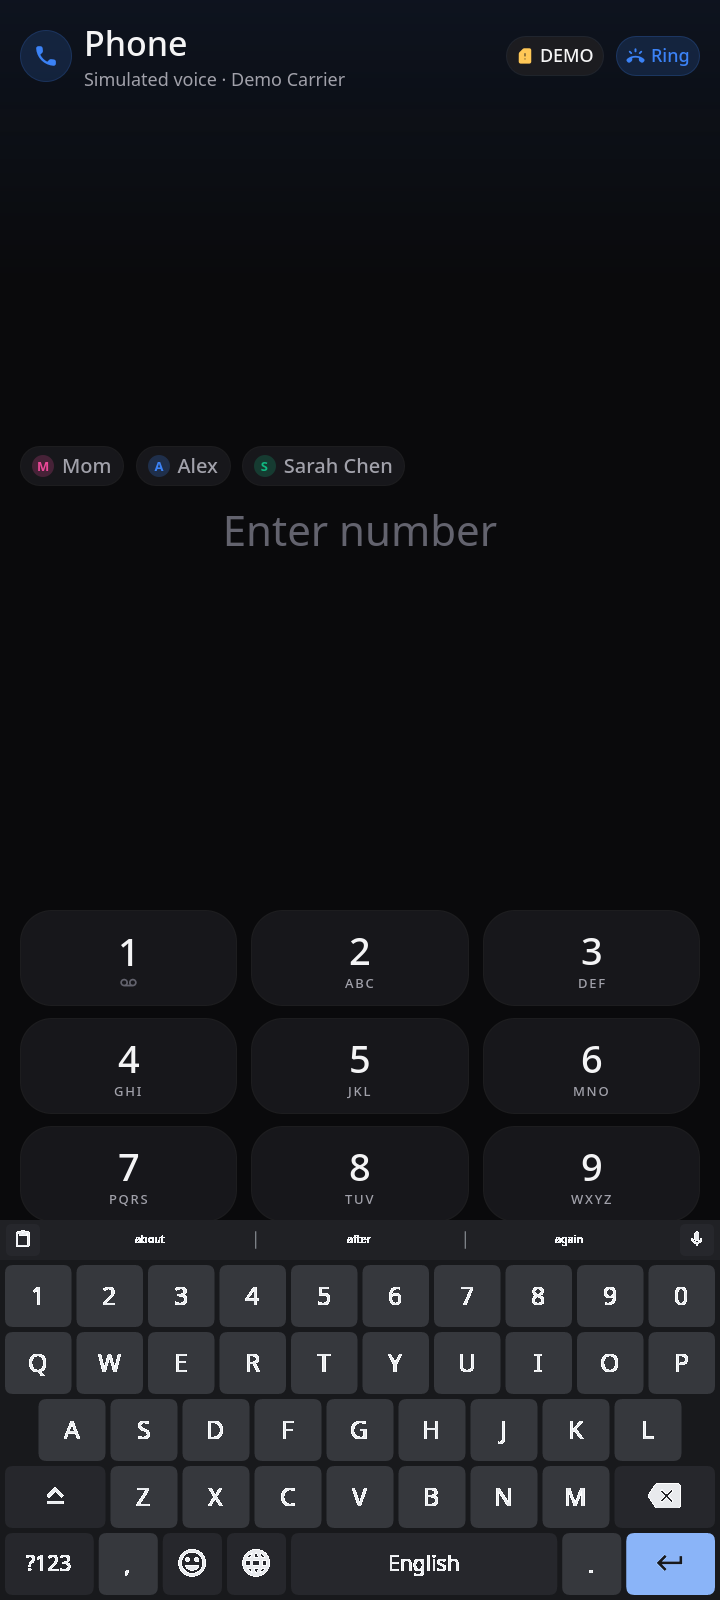 Phone
Simulated voice · Demo Carrier
DEMO
Ring
M Mom
A Alex
S Sarah Chen
Enter number
1
2 ABC
3 DEF
4 GHI
5 JKL
6 MNO
7 PQRS
8 TUV
9 WXYZ
about after again
1 2 3 4 5 6 7 8 9 0
Q W E R T Y U I O P
A S D F G H J K L
Z X C V B N M
?123 , English .